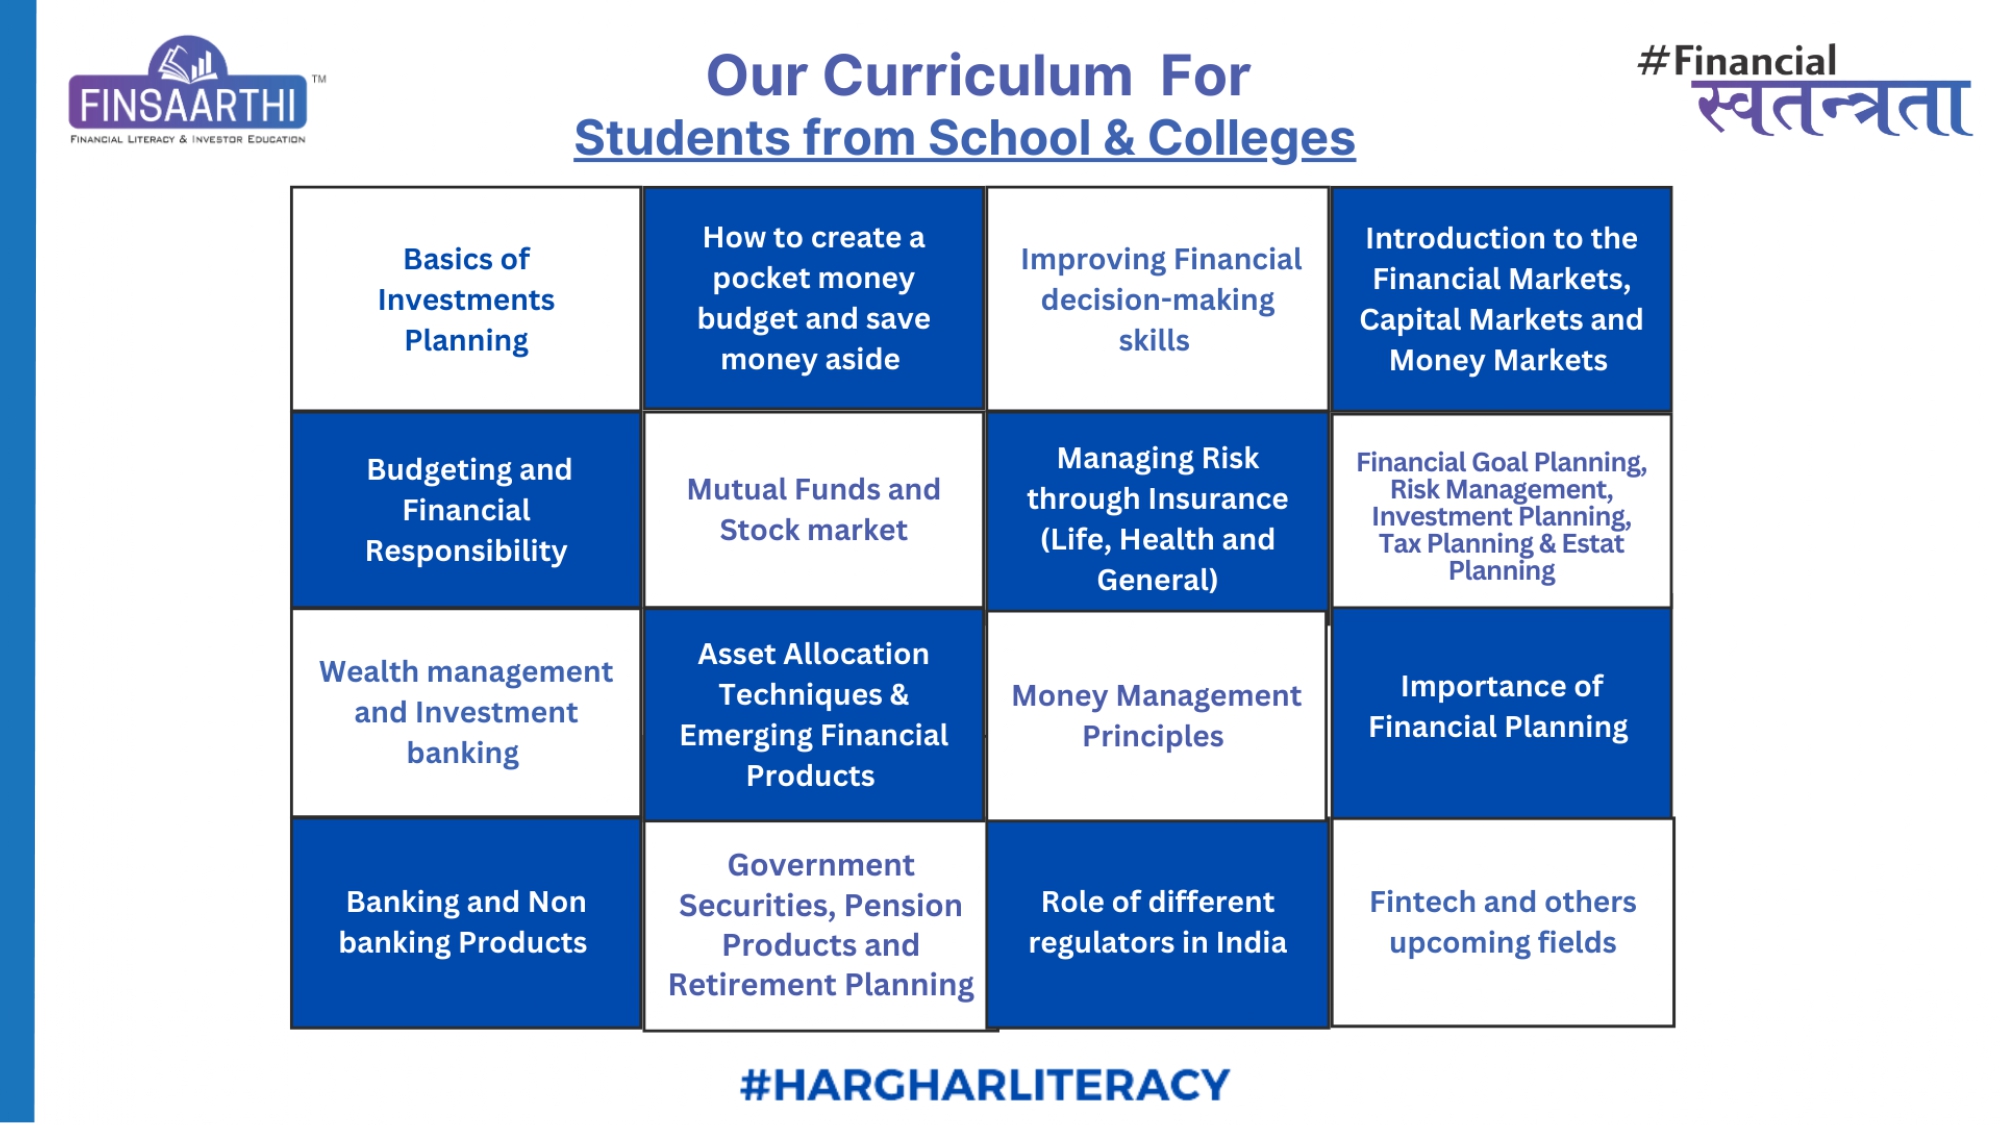 FINSAARTHI
TM
FINANCIAL LITERACY & INVESTOR EDUCATION
Our Curriculum For
Students from School & Colleges
#Financial
स्वतन्त्रता
Basics of
Investments
Planning
How to create a
pocket money
budget and save
money aside
Improving Financial
decision-making
skills
Introduction to the
Financial Markets,
Capital Markets and
Money Markets
Budgeting and
Financial
Responsibility
Mutual Funds and
Stock market
Managing Risk
through Insurance
(Life, Health and
General)
Financial Goal Planning,
Risk Management,
Investment Planning,
Tax Planning & Estat
Planning
Wealth management
and Investment
banking
Asset Allocation
Techniques &
Emerging Financial
Products
Money Management
Principles
Importance of
Financial Planning
Banking and Non
banking Products
Government
Securities, Pension
Products and
Retirement Planning
Role of different
regulators in India
Fintech and others
upcoming fields
#HARGHARLITERACY